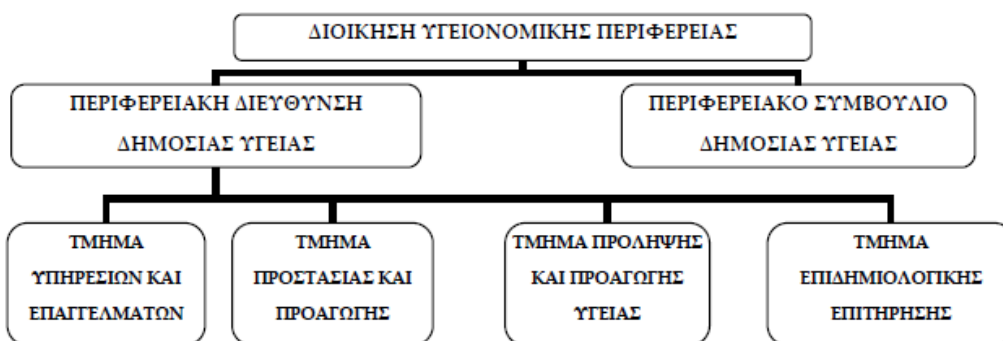 ΔΙΟΙΚΗΣΗ ΥΓΕΙΟΝΟΜΙΚΗΣ ΠΕΡΙΦΕΡΕΙΑΣ
ΠΕΡΙΦΕΡΕΙΑΚΗ ΔΙΕΥΘΥΝΣΗ
ΔΗΜΟΣΙΑΣ ΥΓΕΙΑΣ
ΠΕΡΙΦΕΡΕΙΑΚΟ ΣΥΜΒΟΥΛΙΟ
ΔΗΜΟΣΙΑΣ ΥΓΕΙΑΣ
ΤΜΗΜΑ
ΥΠΗΡΕΣΙΩΝ ΚΑΙ
ΕΠΑΓΓΕΛΜΑΤΩΝ
ΤΜΗΜΑ
ΠΡΟΣΤΑΣΙΑΣ ΚΑΙ
ΠΡΟΑΓΩΓΗΣ
ΤΜΗΜΑ ΠΡΟΛΗΨΗΣ
ΚΑΙ ΠΡΟΑΓΩΓΗΣ
ΥΓΕΙΑΣ
ΤΜΗΜΑ
ΕΠΙΔΗΜΙΟΛΟΓΙΚΗΣ
ΕΠΙΤΗΡΗΣΗΣ